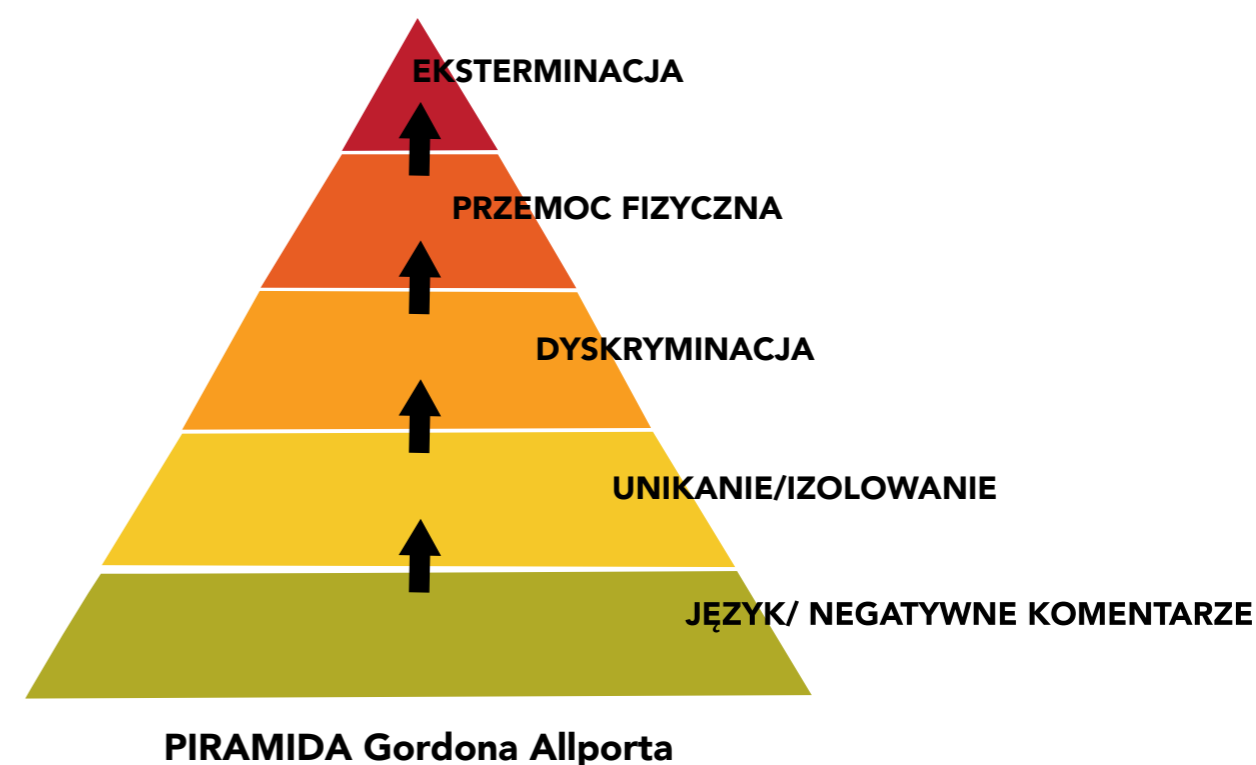 EKSTERMINACJA
PRZEMOC FIZYCZNA
DYSKRYMINACJA
UNIKANIE/IZOLOWANIE
JĘZYK/ NEGATYWNE KOMENTARZE
PIRAMIDA Gordona Allporta